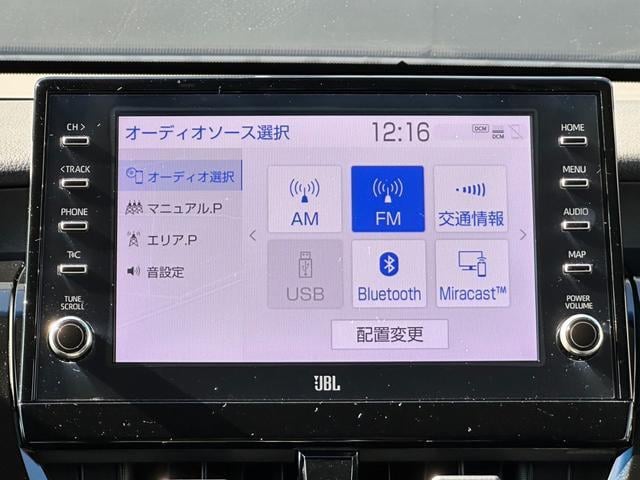 CH >
< TRACK
PHONE
T∞C
TUNE
SCROLL
オーディオソース選択
12:16
DCM
DCM
オーディオ選択
マニュアル.P
エリア.P
音設定
AM
FM
交通情報
USB
Bluetooth
Miracast™
配置変更
HOME
MENU
AUDIO
MAP
POWER
VOLUME
JBL